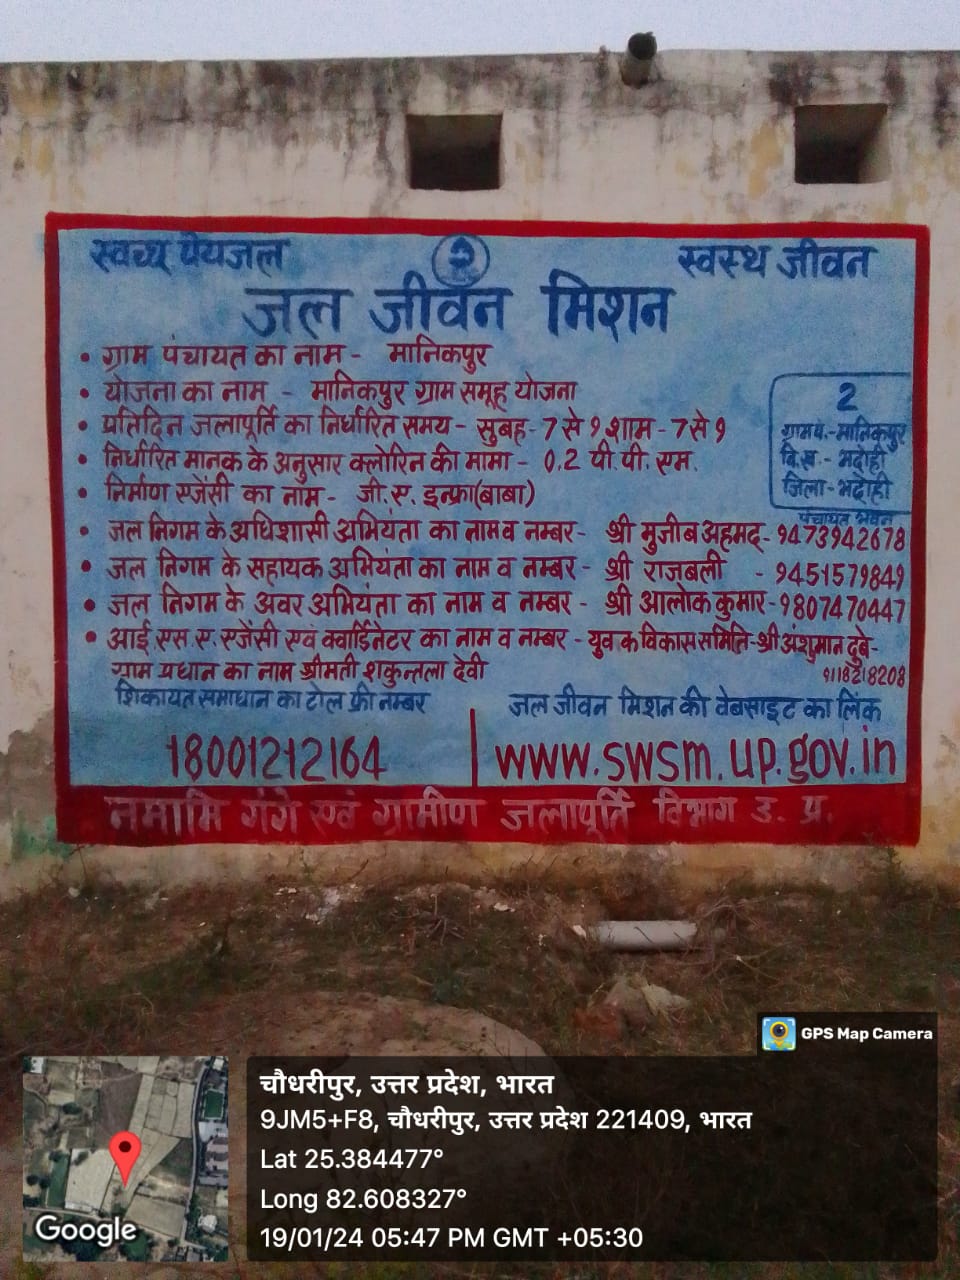 स्वच्छ पेयजल
२
स्वस्थ जीवन
जल जीवन मिशन
• ग्राम पंचायत का नाम - मानिकपुर
• योजना का नाम - मानिकपुर ग्राम समूह योजना
• प्रतिदिन जलापूर्ति का निर्धारित समय - सुबह - 7 से 9 शाम - 7 से 9
• निर्धारित मानक के अनुसार क्लोरिन की मामा - 0.2 पी. पी. एम.
• निर्माण एजेंसी का नाम - जी. ए. इन्फ्रा (बाबा)
2
ग्रामपं. - मानिकपुर
वि.ख. - भदोही
जिला - भदोही
पंचायत भवन
• जल निगम के अधिशासी अभियंता का नाम व नम्बर - श्री मुजीब अहमद - 9473942678
• जल निगम के सहायक अभियंता का नाम व नम्बर - श्री राजबली - 9451579849
• जल निगम के अवर अभियंता का नाम व नम्बर - श्री आलोक कुमार - 9807470447
• आई. एस. ए. एजेंसी एवं क्वार्डिनेटर का नाम व नम्बर - युवक विकास समिति - श्री अंशुमान दुबे -
9118218208
ग्राम प्रधान का नाम श्रीमती शकुन्तला देवी
शिकायत समाधान का टोल फ्री नम्बर
18001212164
जल जीवन मिशन की वेबसाइट का लिंक
www.swsm.up.gov.in
नमामि गंगे एवं ग्रामीण जलापूर्ति विभाग उ. प्र.
GPS Map Camera
चौधरीपुर, उत्तर प्रदेश, भारत
9JM5+F8, चौधरीपुर, उत्तर प्रदेश 221409, भारत
Lat 25.384477°
Long 82.608327°
19/01/24 05:47 PM GMT +05:30
Google